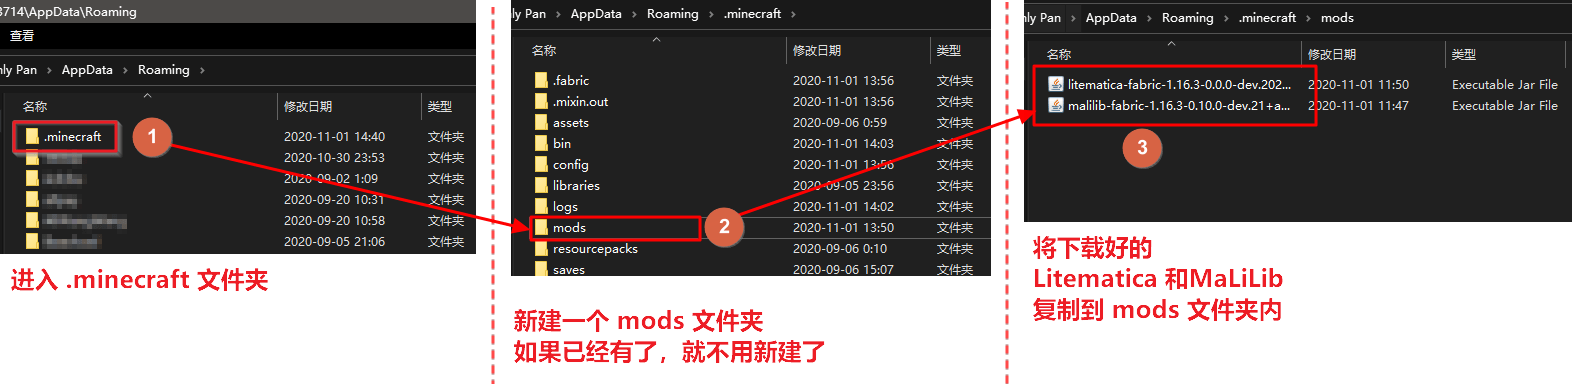 3714\AppData\Roaming
查看
nly Pan › AppData › Roaming ›
名称 修改日期 类型
.minecraft 2020-11-01 14:40 文件夹
2020-10-30 23:53 文件夹
2020-09-02 1:09 文件夹
2020-09-20 10:31 文件夹
2020-09-20 10:58 文件夹
2020-09-05 21:06 文件夹
1
进入 .minecraft 文件夹
nly Pan › AppData › Roaming › .minecraft ›
名称 修改日期 类型
.fabric 2020-11-01 13:56 文件夹
.mixin.out 2020-11-01 13:56 文件夹
assets 2020-09-06 0:59 文件夹
bin 2020-11-01 14:03 文件夹
config 2020-11-01 13:56 文件夹
libraries 2020-09-05 23:56 文件夹
logs 2020-11-01 14:02 文件夹
mods 2020-11-01 13:50 文件夹
resourcepacks 2020-09-06 0:10 文件夹
saves 2020-09-06 15:07 文件夹
2
新建一个 mods 文件夹
如果已经有了，就不用新建了
nly Pan › AppData › Roaming › .minecraft › mods
名称 修改日期 类型
litematica-fabric-1.16.3-0.0.0-dev.202... 2020-11-01 11:50 Executable Jar File
malilib-fabric-1.16.3-0.10.0-dev.21+a... 2020-11-01 11:47 Executable Jar File
3
将下载好的
Litematica 和MaLiLib
复制到 mods 文件夹内